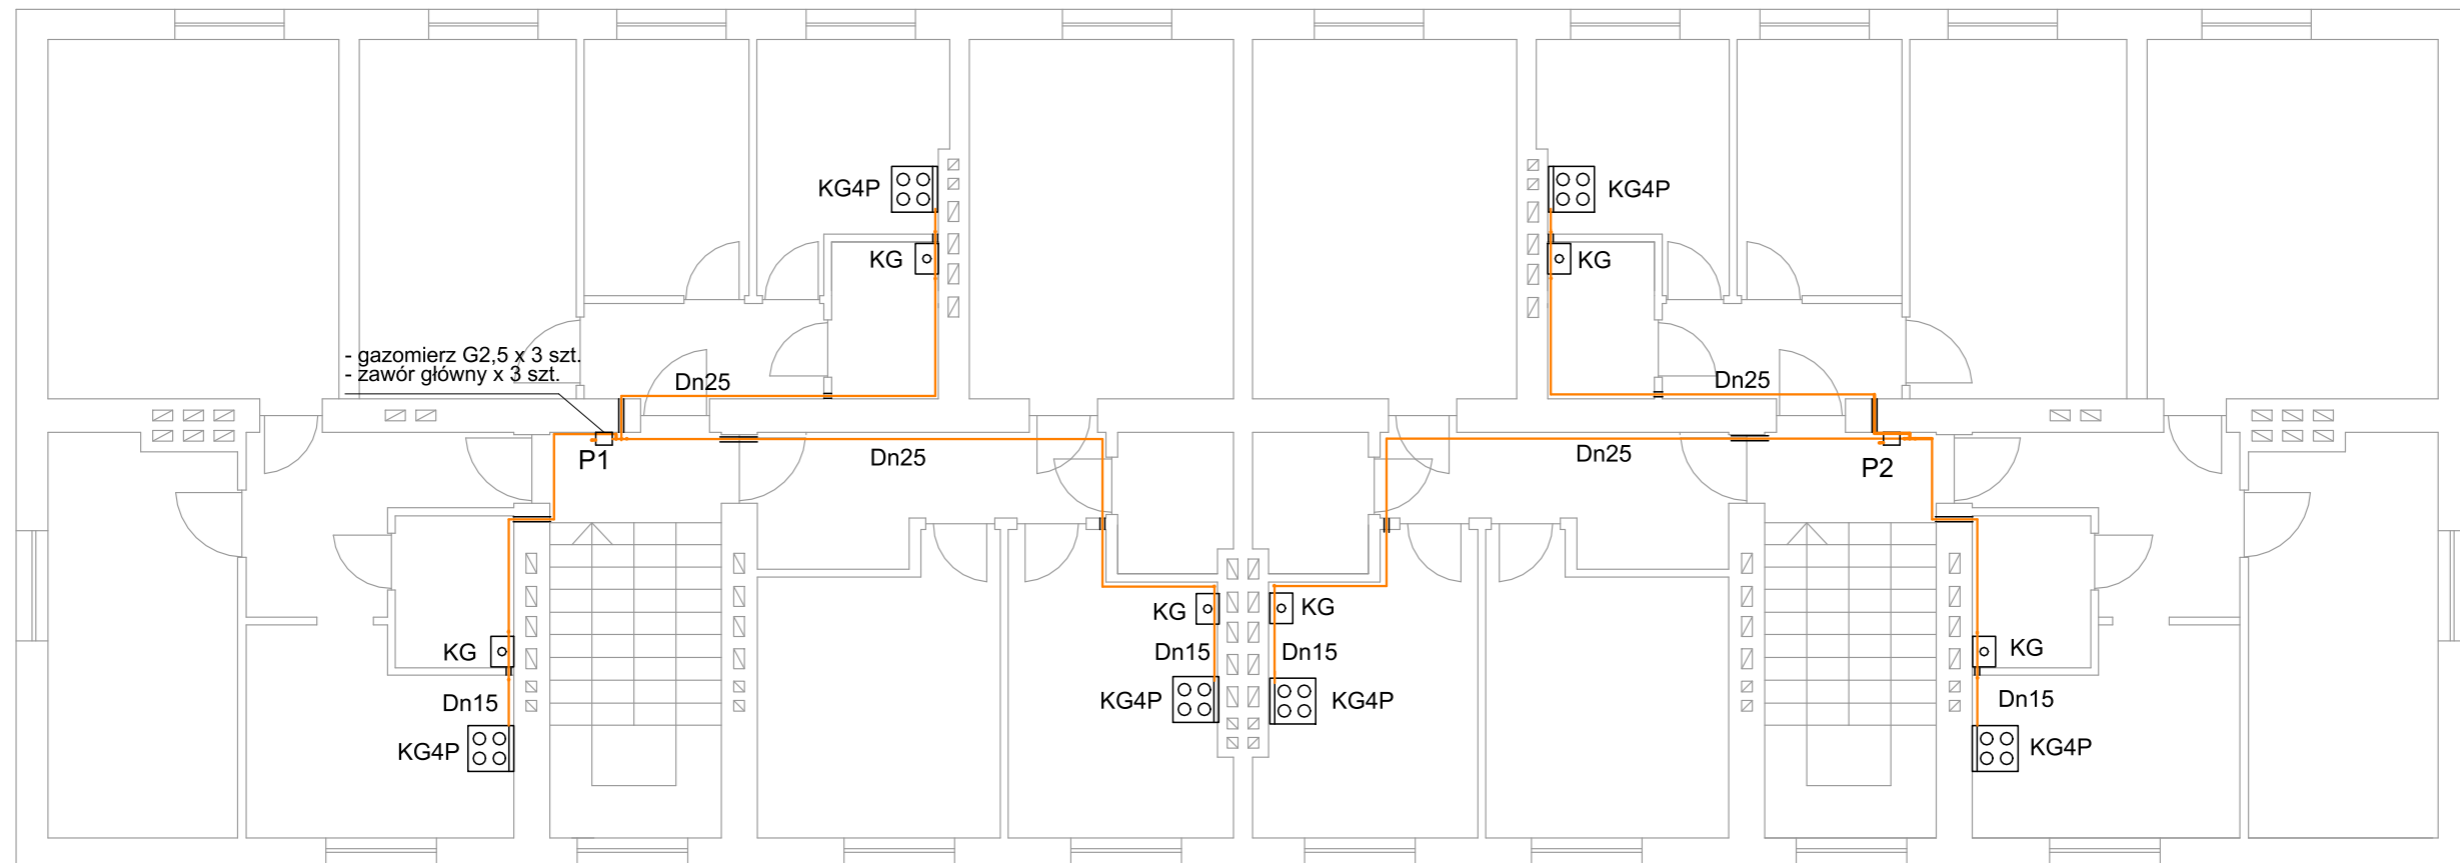 KG4P
KG4P
KG
KG
- gazomierz G2,5 x 3 szt.
- zawór główny x 3 szt.
Dn25
Dn25
P1
Dn25
Dn25
P2
KG
KG
KG
KG
Dn15
Dn15
Dn15
Dn15
KG4P
KG4P
KG4P
KG4P